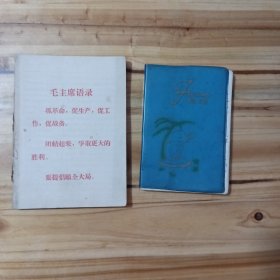 毛主席语录
抓革命，促生产，促工
作，促战备。
团结起来，争取更大的
胜利。
要提倡顾全大局。